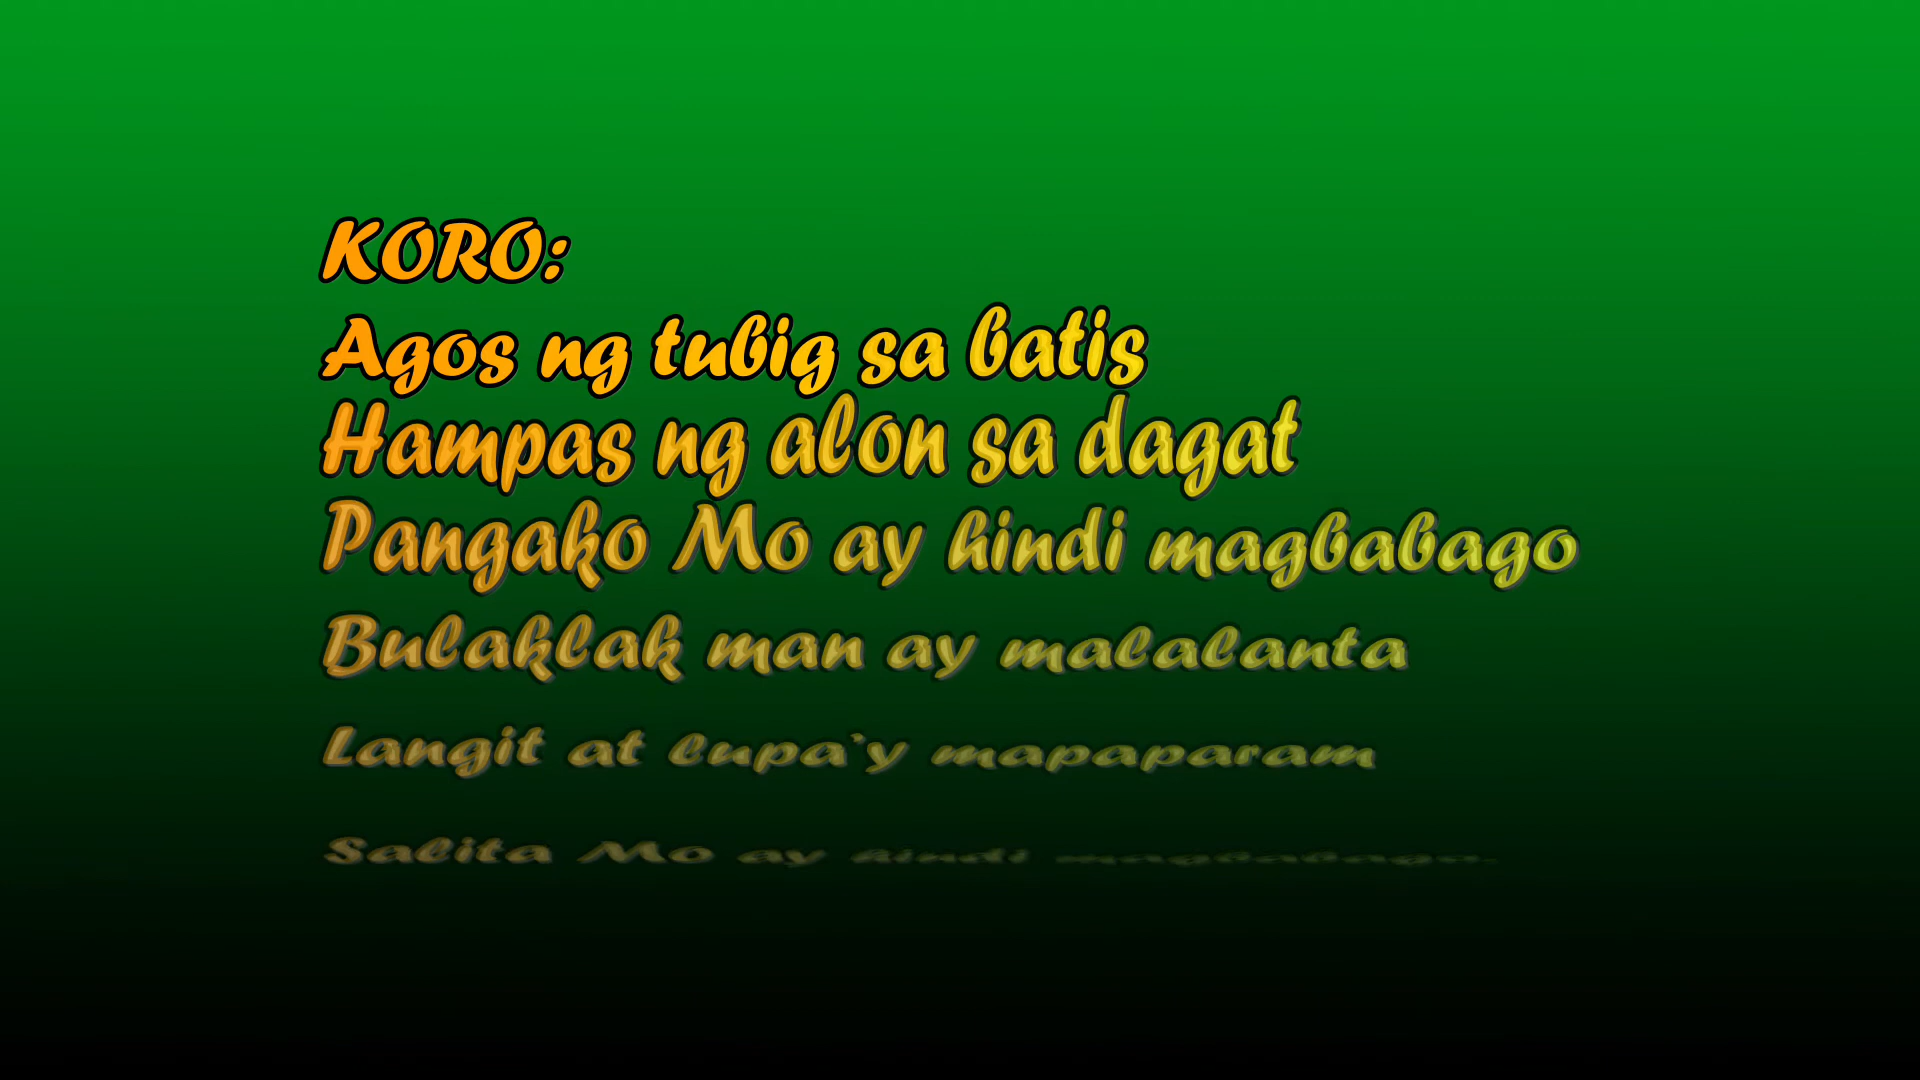 KORO:
Agos ng tubig sa batis
Hampas ng alon sa dagat
Pangako Mo ay hindi magbabago
Bulaklak man ay malalanta
Langit at lupa'y mapaparam
Salita Mo ay hindi